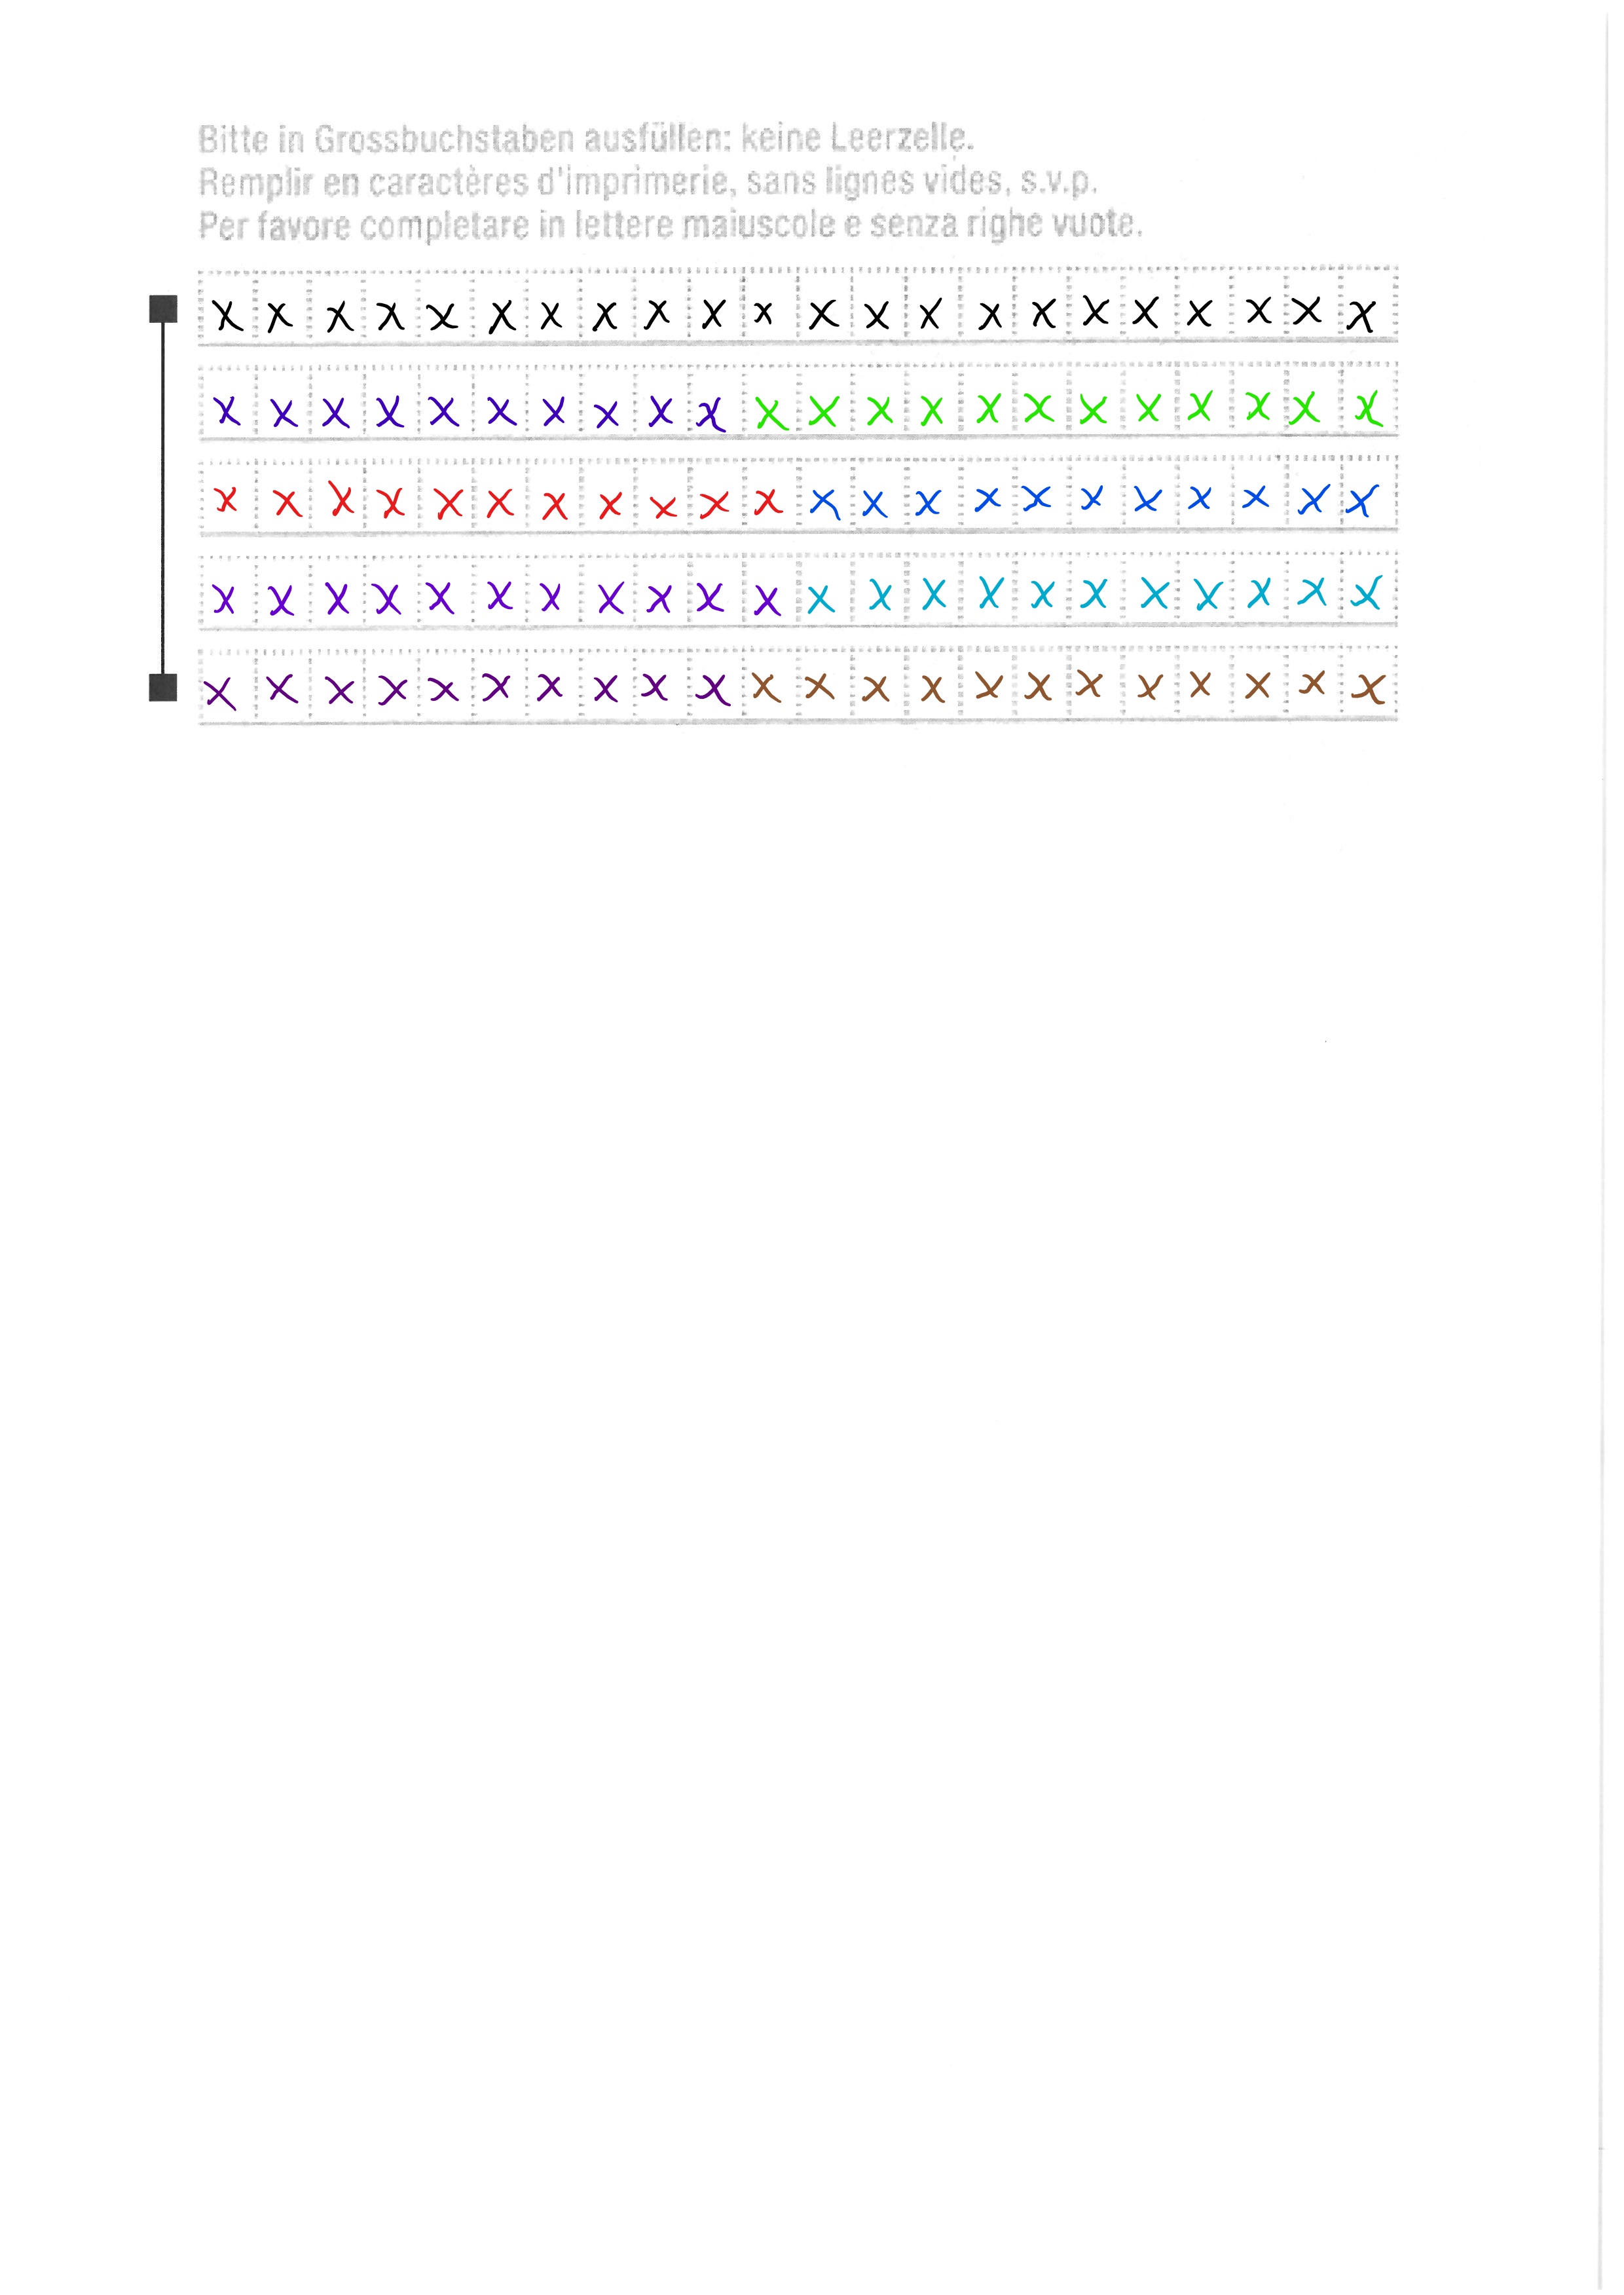 Bitte in Grossbuchstaben ausfüllen: keine Leerzelle.
Remplir en caractères d'imprimerie, sans lignes vides, s.v.p.
Per favore completare in lettere maiuscole e senza righe vuote.
X X X X X X X X X X X X X X X X X X X X X X
X X X X X X X X X X X X X X X X X X X X X X
X X X X X X X X X X X X X X X X X X X X X X
X X X X X X X X X X X X X X X X X X X X X X
X X X X X X X X X X X X X X X X X X X X X X